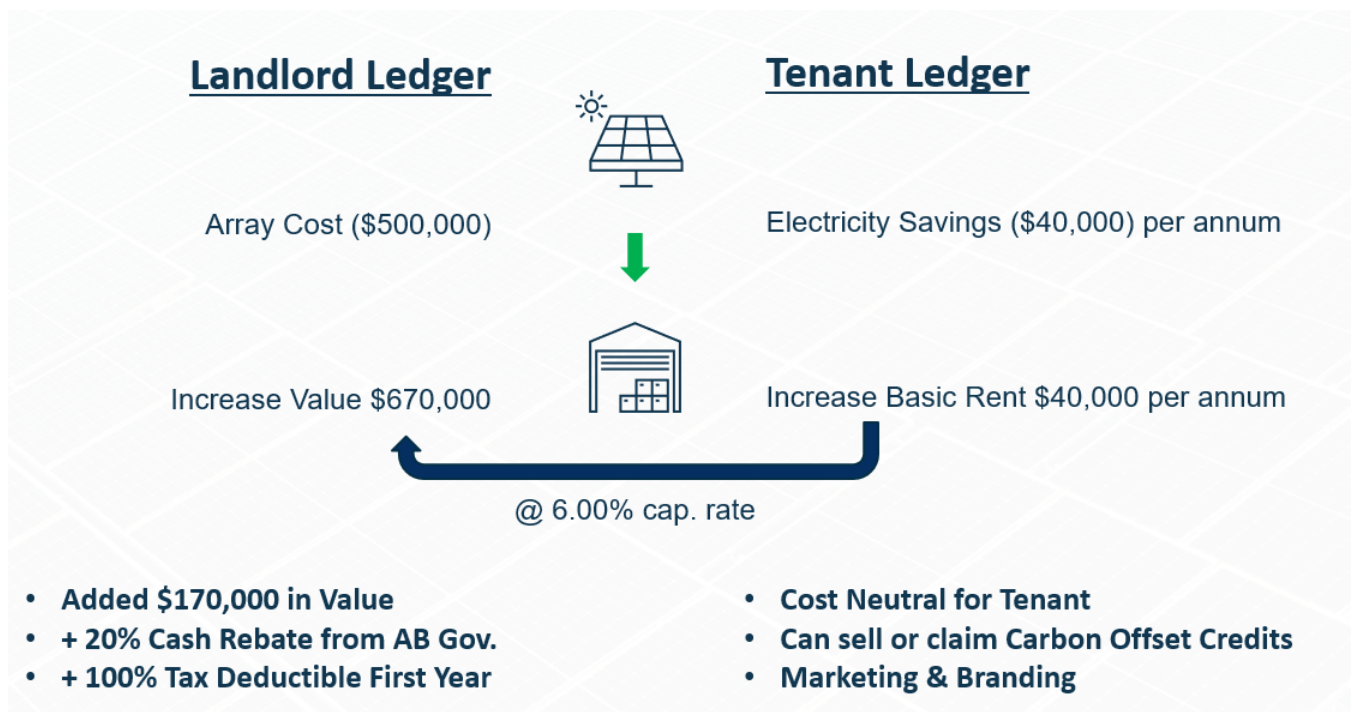 Landlord Ledger
Tenant Ledger
Array Cost ($500,000)
Electricity Savings ($40,000) per annum
Increase Value $670,000
Increase Basic Rent $40,000 per annum
@ 6.00% cap. rate
• Added $170,000 in Value
• + 20% Cash Rebate from AB Gov.
• + 100% Tax Deductible First Year
• Cost Neutral for Tenant
• Can sell or claim Carbon Offset Credits
• Marketing & Branding